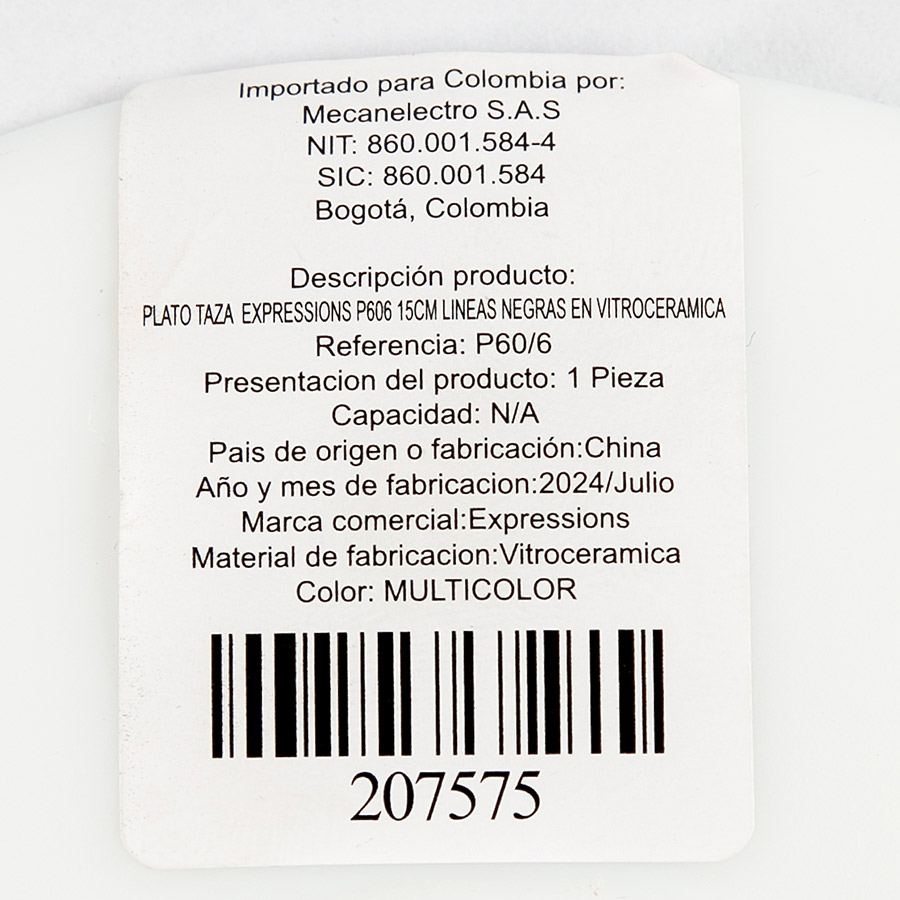 Importado para Colombia por:
Mecanelectro S.A.S
NIT: 860.001.584-4
SIC: 860.001.584
Bogotá, Colombia
Descripción producto:
PLATO TAZA EXPRESSIONS P606 15CM LINEAS NEGRAS EN VITROCERAMICA
Referencia: P60/6
Presentacion del producto: 1 Pieza
Capacidad: N/A
Pais de origen o fabricación:China
Año y mes de fabricacion:2024/Julio
Marca comercial:Expressions
Material de fabricacion:Vitroceramica
Color: MULTICOLOR
207575